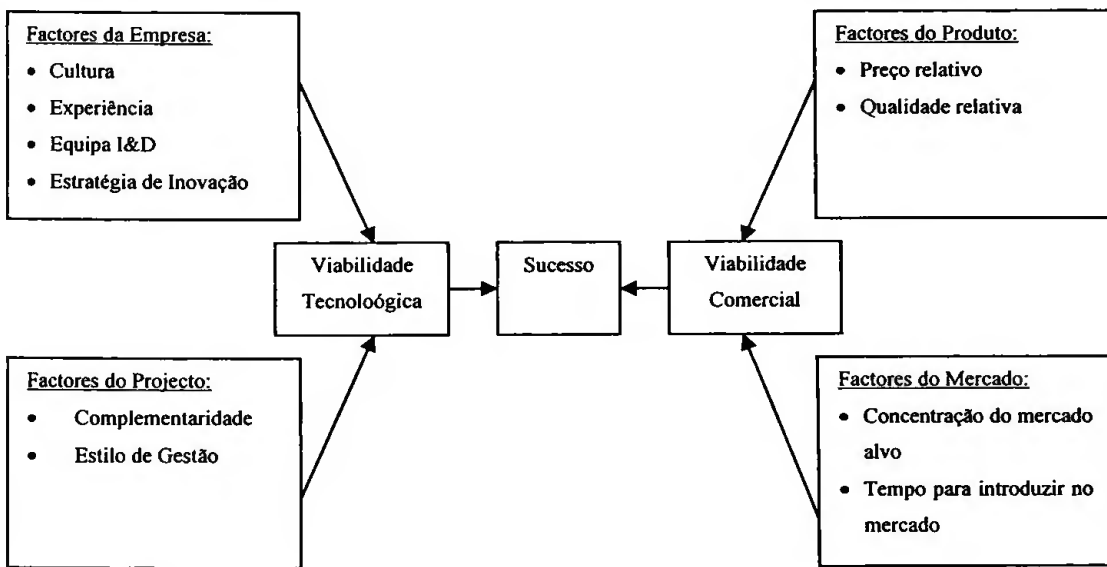 Factores da Empresa:
• Cultura
• Experiência
• Equipa I&D
• Estratégia de Inovação
Factores do Produto:
• Preço relativo
• Qualidade relativa
Viabilidade
Tecnoloógica
Sucesso
Viabilidade
Comercial
Factores do Projecto:
• Complementaridade
• Estilo de Gestão
Factores do Mercado:
• Concentração do mercado
alvo
• Tempo para introduzir no
mercado